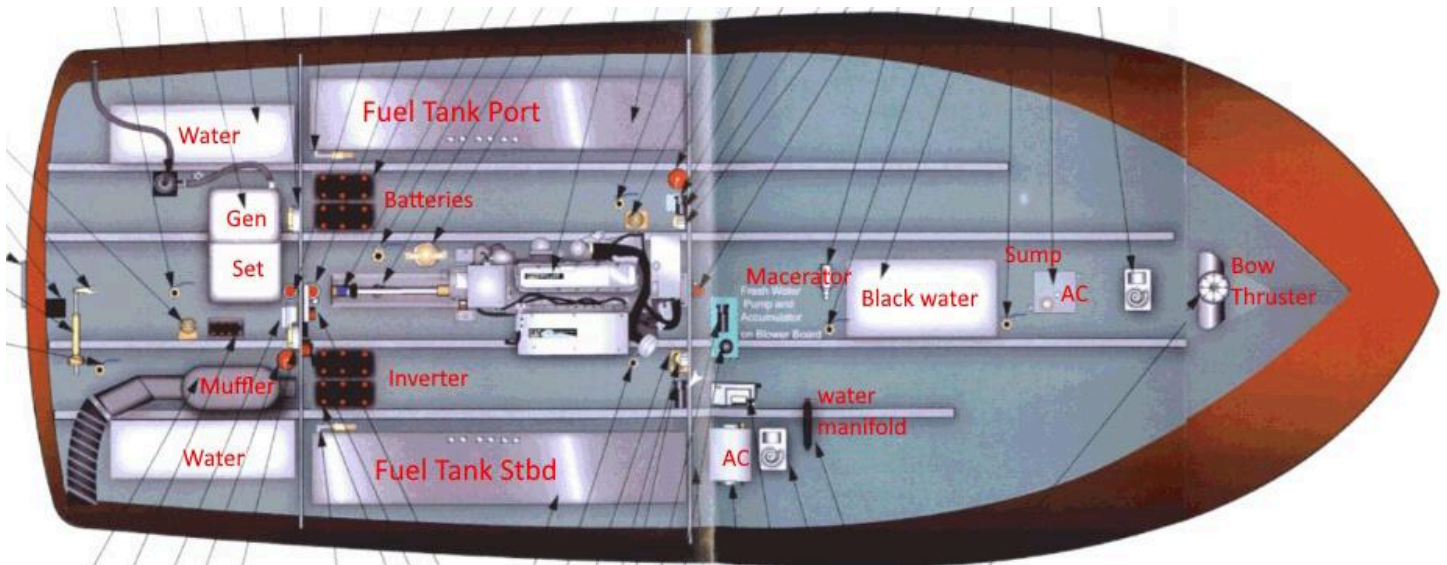 Water
Fuel Tank Port
Batteries
Gen
Set
Macerator
Fresh Water
Pump and
Accumulator
on Blower Board
Black water
Sump
AC
Bow
Thruster
Muffler
Inverter
water
manifold
Water
Fuel Tank Stbd
AC